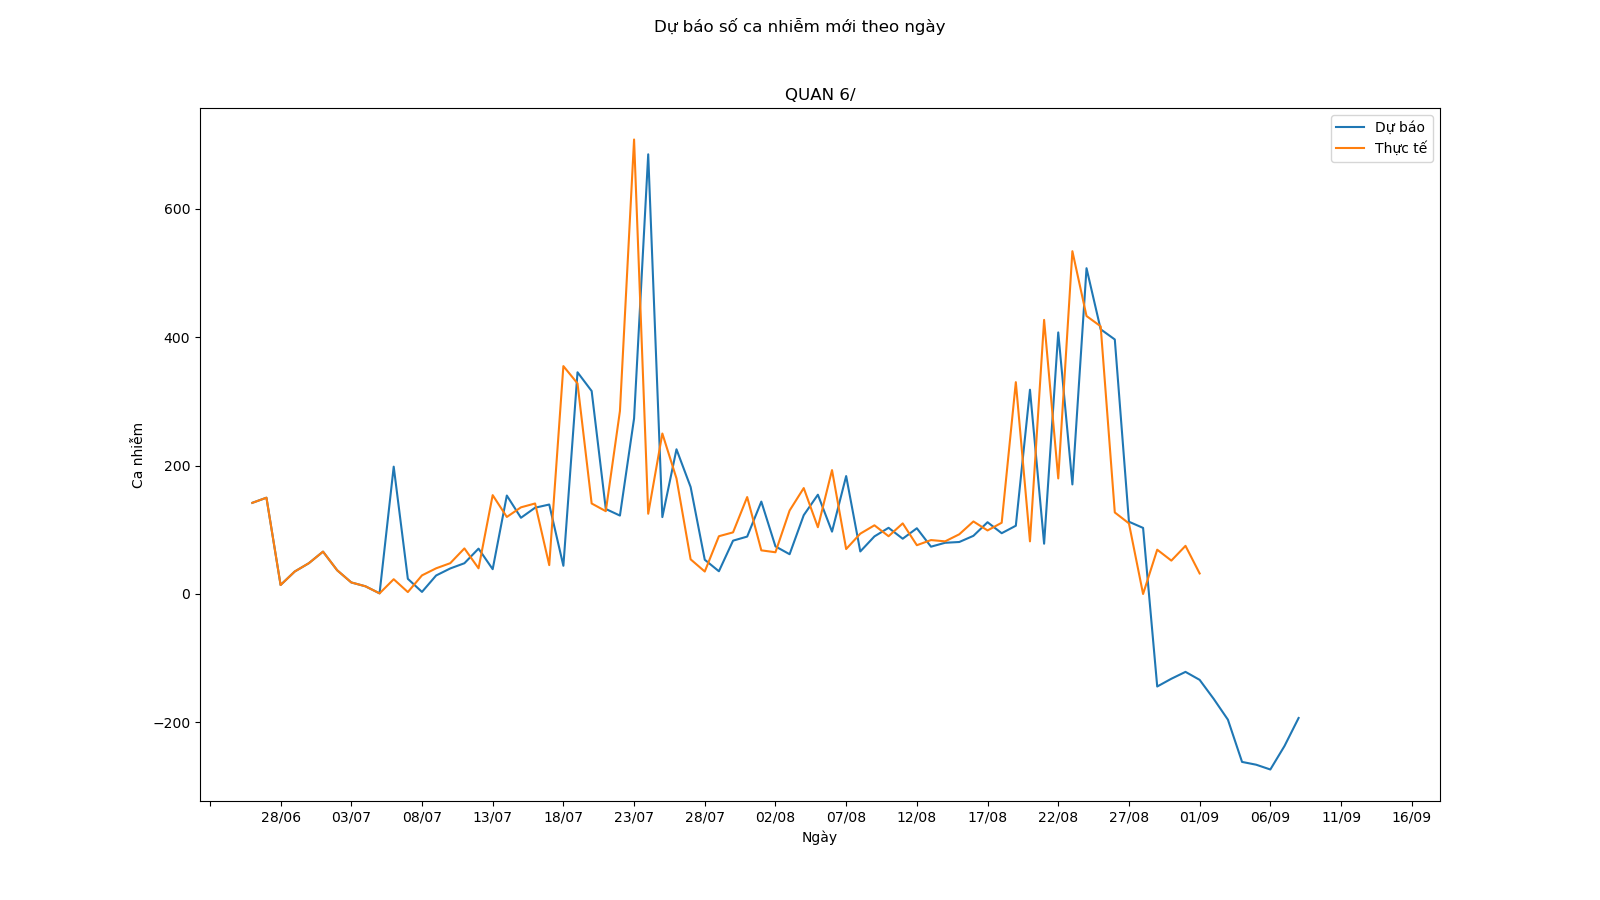 Dự báo số ca nhiễm mới theo ngày
QUAN 6/
Dự báo
Thực tế
600
400
200
0
−200
Ca nhiễm
28/06 03/07 08/07 13/07 18/07 23/07 28/07 02/08 07/08 12/08 17/08 22/08 27/08 01/09 06/09 11/09 16/09
Ngày